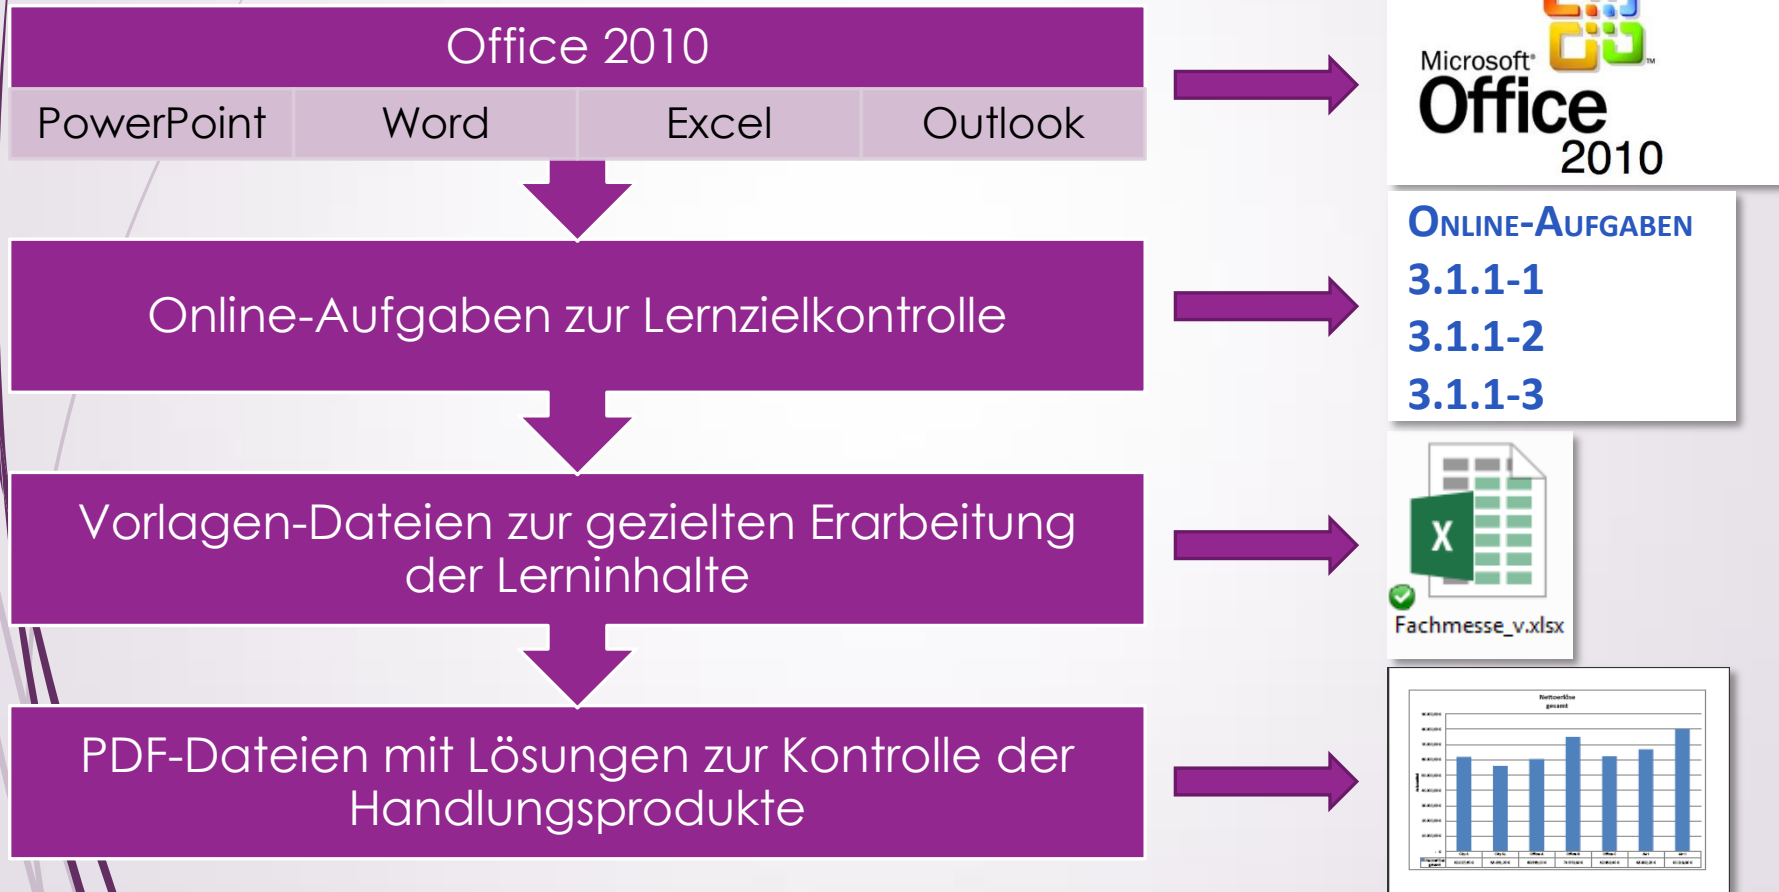 Office 2010
PowerPoint Word Excel Outlook
Online-Aufgaben zur Lernzielkontrolle
Vorlagen-Dateien zur gezielten Erarbeitung
der Lerninhalte
PDF-Dateien mit Lösungen zur Kontrolle der
Handlungsprodukte
Microsoft®
Office
2010
ONLINE-AUFGABEN
3.1.1-1
3.1.1-2
3.1.1-3
X
Fachmesse_v.xlsx
Nettoerlöse
gesamt